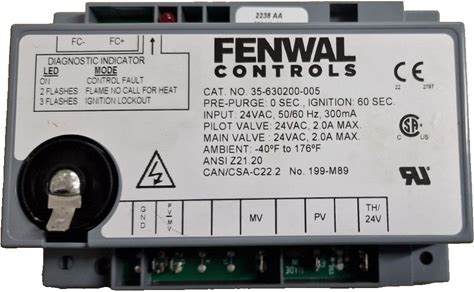 2238 AA
FC- FC+
DIAGNOSTIC INDICATOR
LED MODE
ON CONTROL FAULT
2 FLASHES FLAME NO CALL FOR HEAT
3 FLASHES IGNITION LOCKOUT
FENWAL
CONTROLS
CAT. NO. 35-630200-005
PRE-PURGE: 0 SEC, IGNITION: 60 SEC.
INPUT: 24VAC, 50/60 Hz, 300mA
PILOT VALVE : 24VAC, 2.0A MAX.
MAIN VALVE : 24VAC, 2.0A MAX.
AMBIENT: -40°F to 176°F
ANSI Z21.20
CAN/CSA-C22.2 No. 199-M89
CE
22 2797
GND
MV
PV
TH/
24V